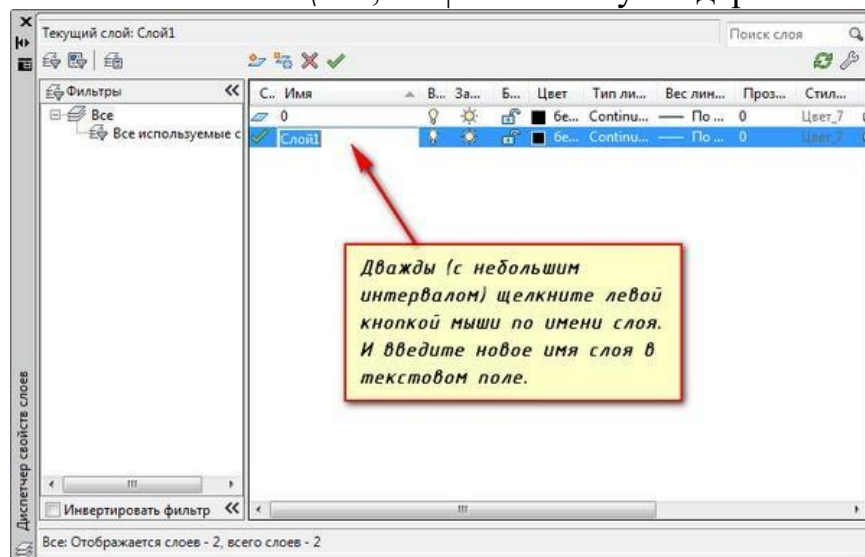 Текущий слой: Слой1
Поиск слоя
Фильтры
С.. Имя В... За... Б... Цвет Тип ли... Вес лин... Проз... Стил...
Все
0 бе... Continu... По ... 0 Цвет_7
Все используемые с
Слой1 бе... Continu... По ... 0 Цвет_7
Дважды (с небольшим
интервалом) щелкните левой
кнопкой мыши по имени слоя.
И введите новое имя слоя в
текстовом поле.
Диспетчер свойств слоев
Инвертировать фильтр
Все: Отображается слоев - 2, всего слоев - 2